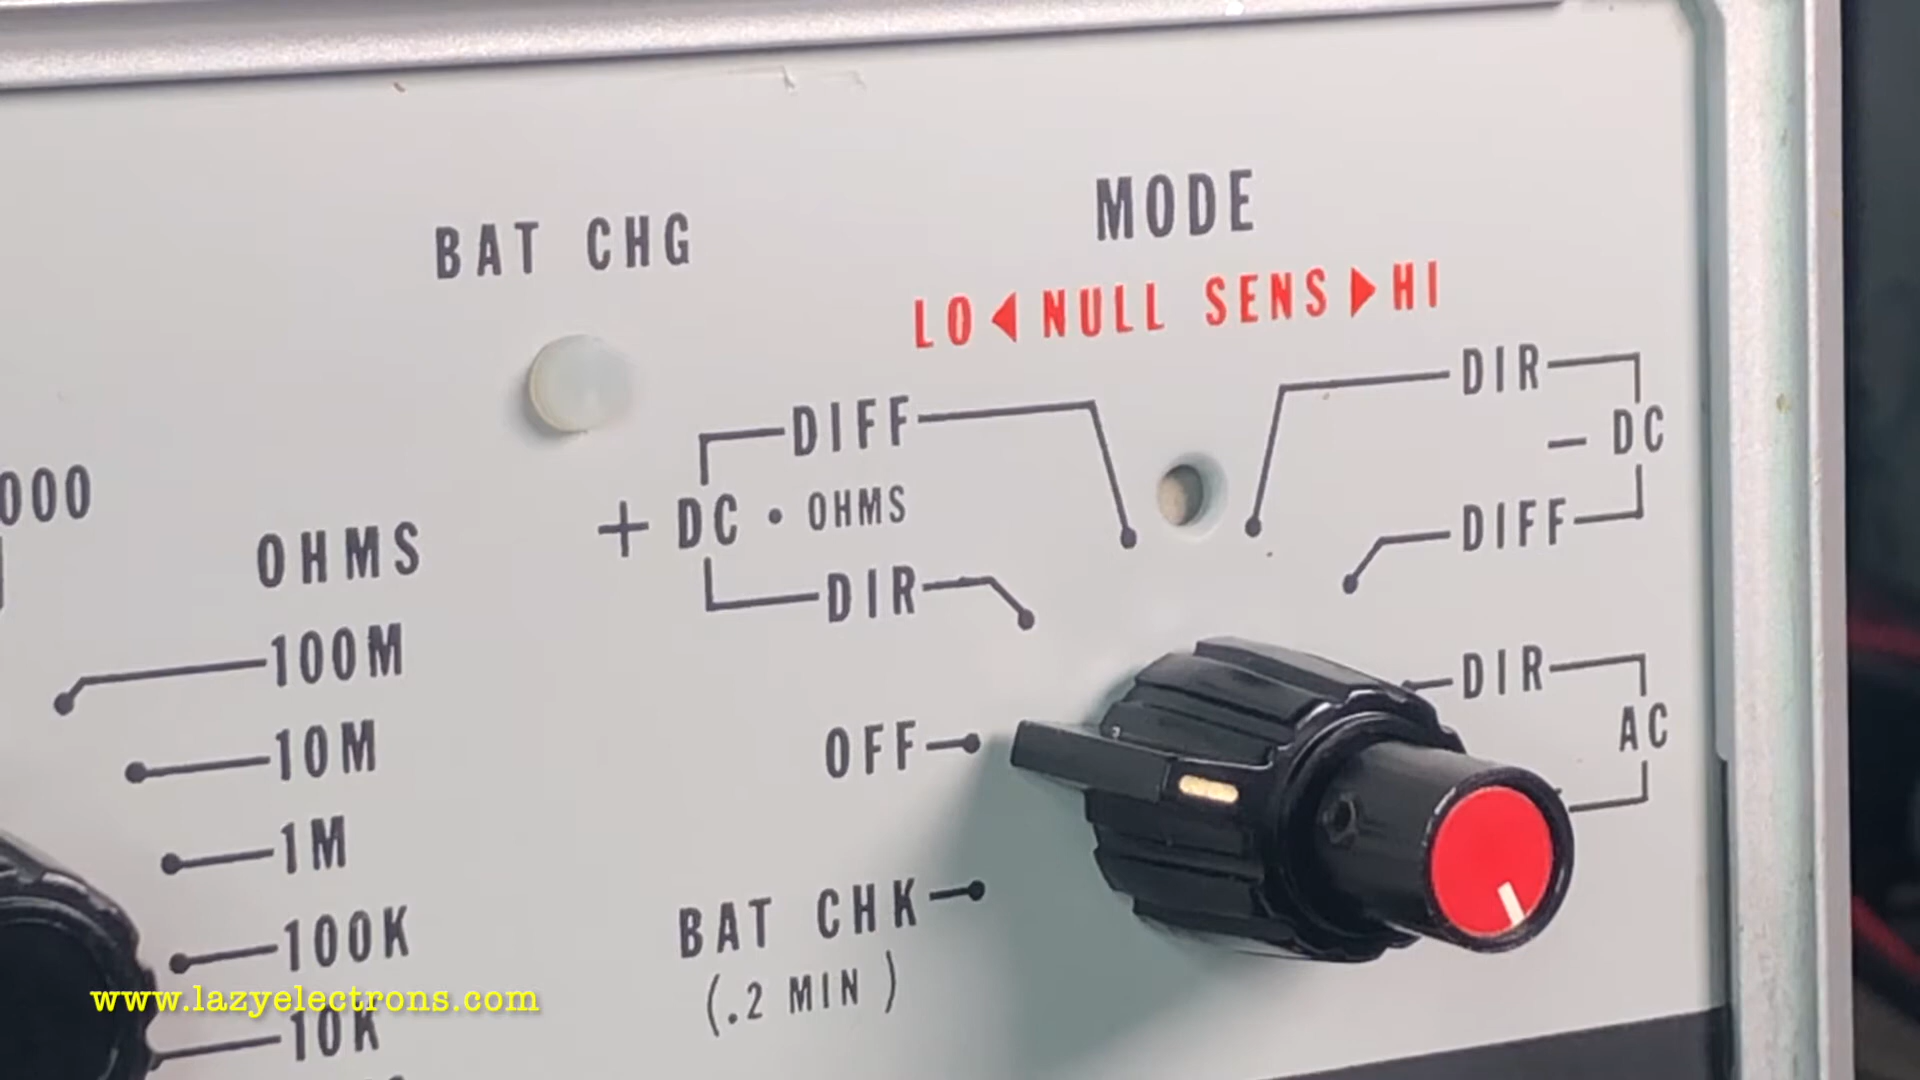 MODE
BAT CHG
LO ◀ NULL SENS ▶ HI
DIFF
DIR
— DC
000
OHMS
+ DC • OHMS
DIFF
DIR
100M
DIR
AC
10M
OFF
1M
100K
BAT CHK
(.2 MIN )
www.lazyelectrons.com
10K